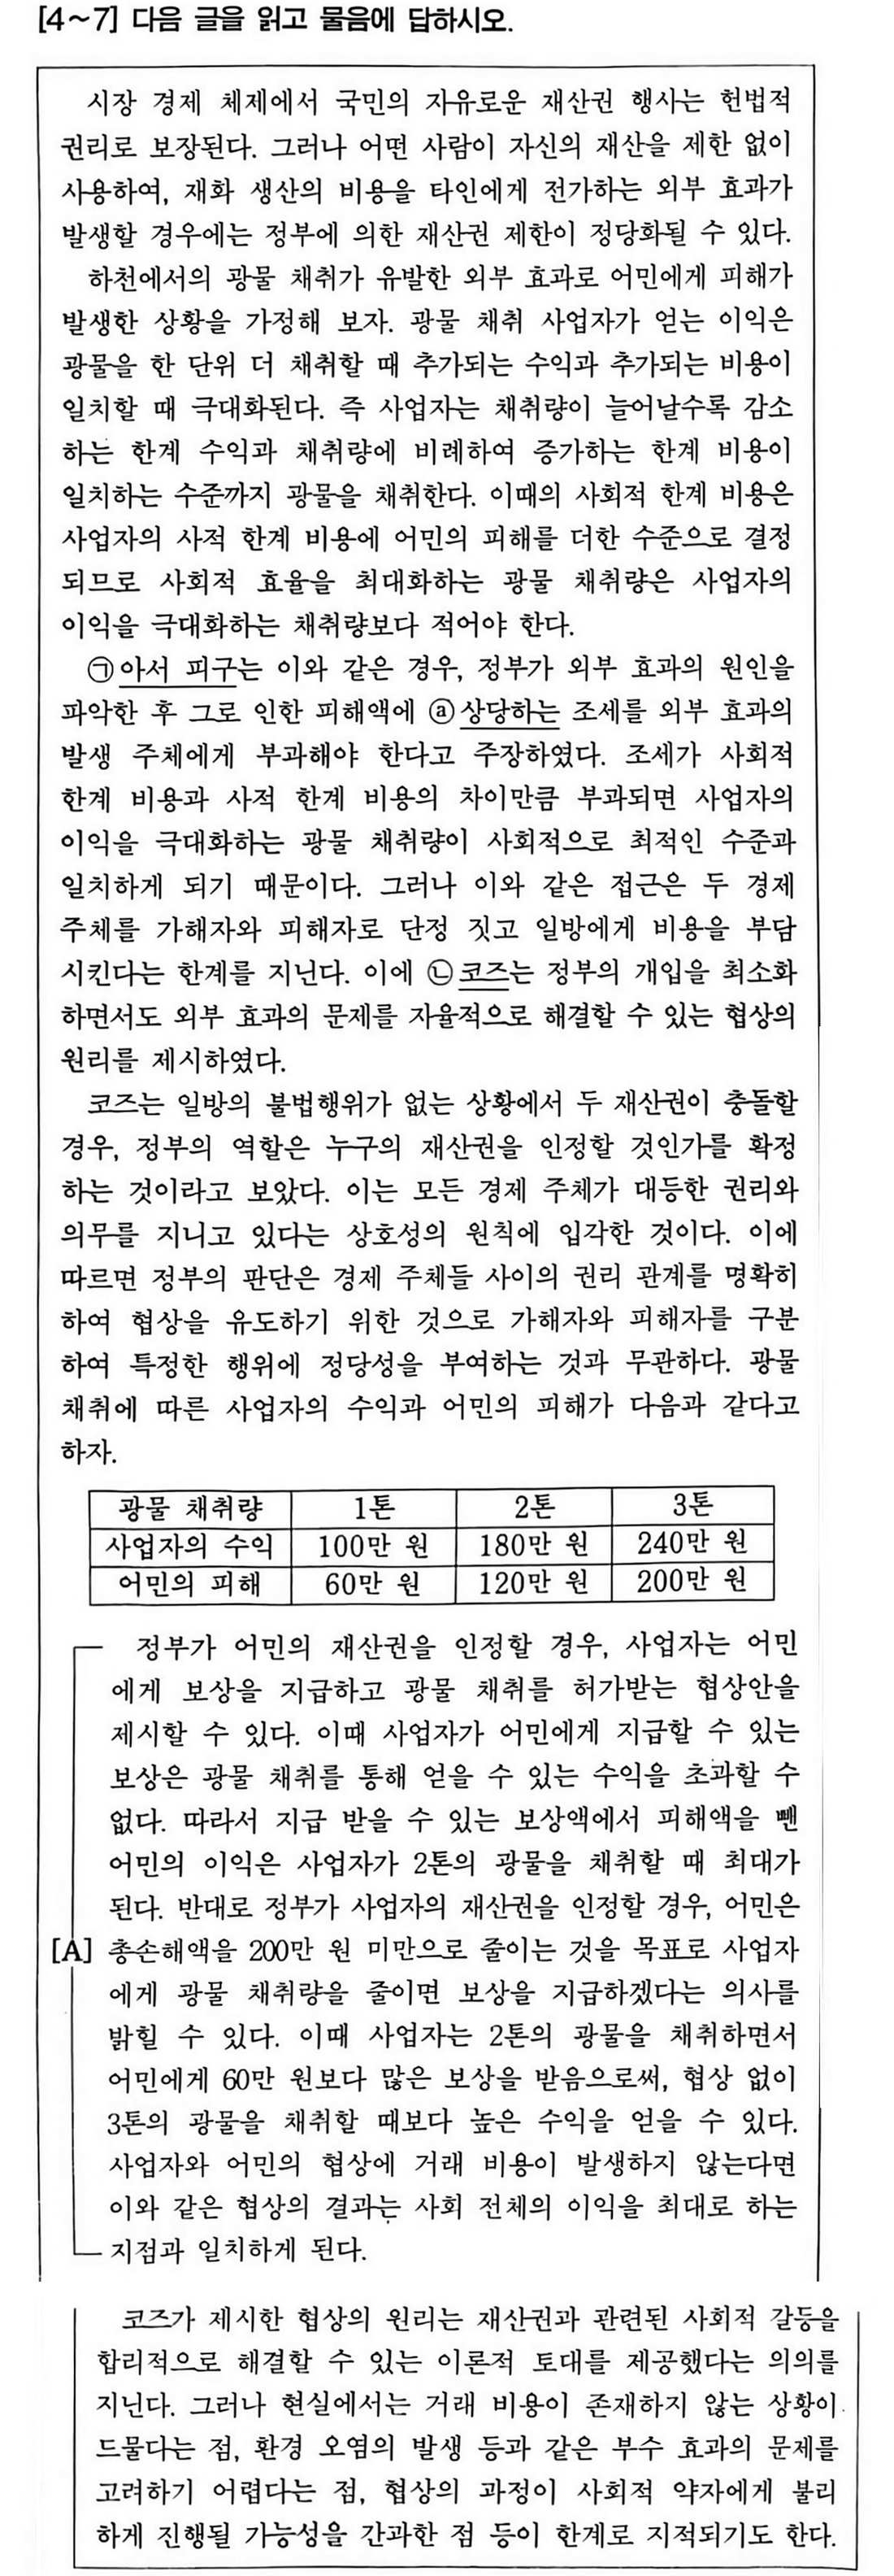 [4~7] 다음 글을 읽고 물음에 답하시오.
시장 경제 체제에서 국민의 자유로운 재산권 행사는 헌법적
권리로 보장된다. 그러나 어떤 사람이 자신의 재산을 제한 없이
사용하여, 재화 생산의 비용을 타인에게 전가하는 외부 효과가
발생할 경우에는 정부에 의한 재산권 제한이 정당화될 수 있다.
하천에서의 광물 채취가 유발한 외부 효과로 어민에게 피해가
발생한 상황을 가정해 보자. 광물 채취 사업자가 얻는 이익은
광물을 한 단위 더 채취할 때 추가되는 수익과 추가되는 비용이
일치할 때 극대화된다. 즉 사업자는 채취량이 늘어날수록 감소
하는 한계 수익과 채취량에 비례하여 증가하는 한계 비용이
일치하는 수준까지 광물을 채취한다. 이때의 사회적 한계 비용은
사업자의 사적 한계 비용에 어민의 피해를 더한 수준으로 결정
되므로 사회적 효율을 최대화하는 광물 채취량은 사업자의
이익을 극대화하는 채취량보다 적어야 한다.
㉠아서 피구는 이와 같은 경우, 정부가 외부 효과의 원인을
파악한 후 그로 인한 피해액에 ⓐ상당하는 조세를 외부 효과의
발생 주체에게 부과해야 한다고 주장하였다. 조세가 사회적
한계 비용과 사적 한계 비용의 차이만큼 부과되면 사업자의
이익을 극대화하는 광물 채취량이 사회적으로 최적인 수준과
일치하게 되기 때문이다. 그러나 이와 같은 접근은 두 경제
주체를 가해자와 피해자로 단정 짓고 일방에게 비용을 부담
시킨다는 한계를 지닌다. 이에 ㉡코즈는 정부의 개입을 최소화
하면서도 외부 효과의 문제를 자율적으로 해결할 수 있는 협상의
원리를 제시하였다.
코즈는 일방의 불법행위가 없는 상황에서 두 재산권이 충돌할
경우, 정부의 역할은 누구의 재산권을 인정할 것인가를 확정
하는 것이라고 보았다. 이는 모든 경제 주체가 대등한 권리와
의무를 지니고 있다는 상호성의 원칙에 입각한 것이다. 이에
따르면 정부의 판단은 경제 주체들 사이의 권리 관계를 명확히
하여 협상을 유도하기 위한 것으로 가해자와 피해자를 구분
하여 특정한 행위에 정당성을 부여하는 것과 무관하다. 광물
채취에 따른 사업자의 수익과 어민의 피해가 다음과 같다고
하자.
광물 채취량 1톤 2톤 3톤
사업자의 수익 100만 원 180만 원 240만 원
어민의 피해 60만 원 120만 원 200만 원
정부가 어민의 재산권을 인정할 경우, 사업자는 어민
에게 보상을 지급하고 광물 채취를 허가받는 협상안을
제시할 수 있다. 이때 사업자가 어민에게 지급할 수 있는
보상은 광물 채취를 통해 얻을 수 있는 수익을 초과할 수
없다. 따라서 지급 받을 수 있는 보상액에서 피해액을 뺀
어민의 이익은 사업자가 2톤의 광물을 채취할 때 최대가
된다. 반대로 정부가 사업자의 재산권을 인정할 경우, 어민은
[A] 총손해액을 200만 원 미만으로 줄이는 것을 목표로 사업자
에게 광물 채취량을 줄이면 보상을 지급하겠다는 의사를
밝힐 수 있다. 이때 사업자는 2톤의 광물을 채취하면서
어민에게 60만 원보다 많은 보상을 받음으로써, 협상 없이
3톤의 광물을 채취할 때보다 높은 수익을 얻을 수 있다.
사업자와 어민의 협상에 거래 비용이 발생하지 않는다면
이와 같은 협상의 결과는 사회 전체의 이익을 최대로 하는
지점과 일치하게 된다.
코즈가 제시한 협상의 원리는 재산권과 관련된 사회적 갈등을
합리적으로 해결할 수 있는 이론적 토대를 제공했다는 의의를
지닌다. 그러나 현실에서는 거래 비용이 존재하지 않는 상황이
드물다는 점, 환경 오염의 발생 등과 같은 부수 효과의 문제를
고려하기 어렵다는 점, 협상의 과정이 사회적 약자에게 불리
하게 진행될 가능성을 간과한 점 등이 한계로 지적되기도 한다.